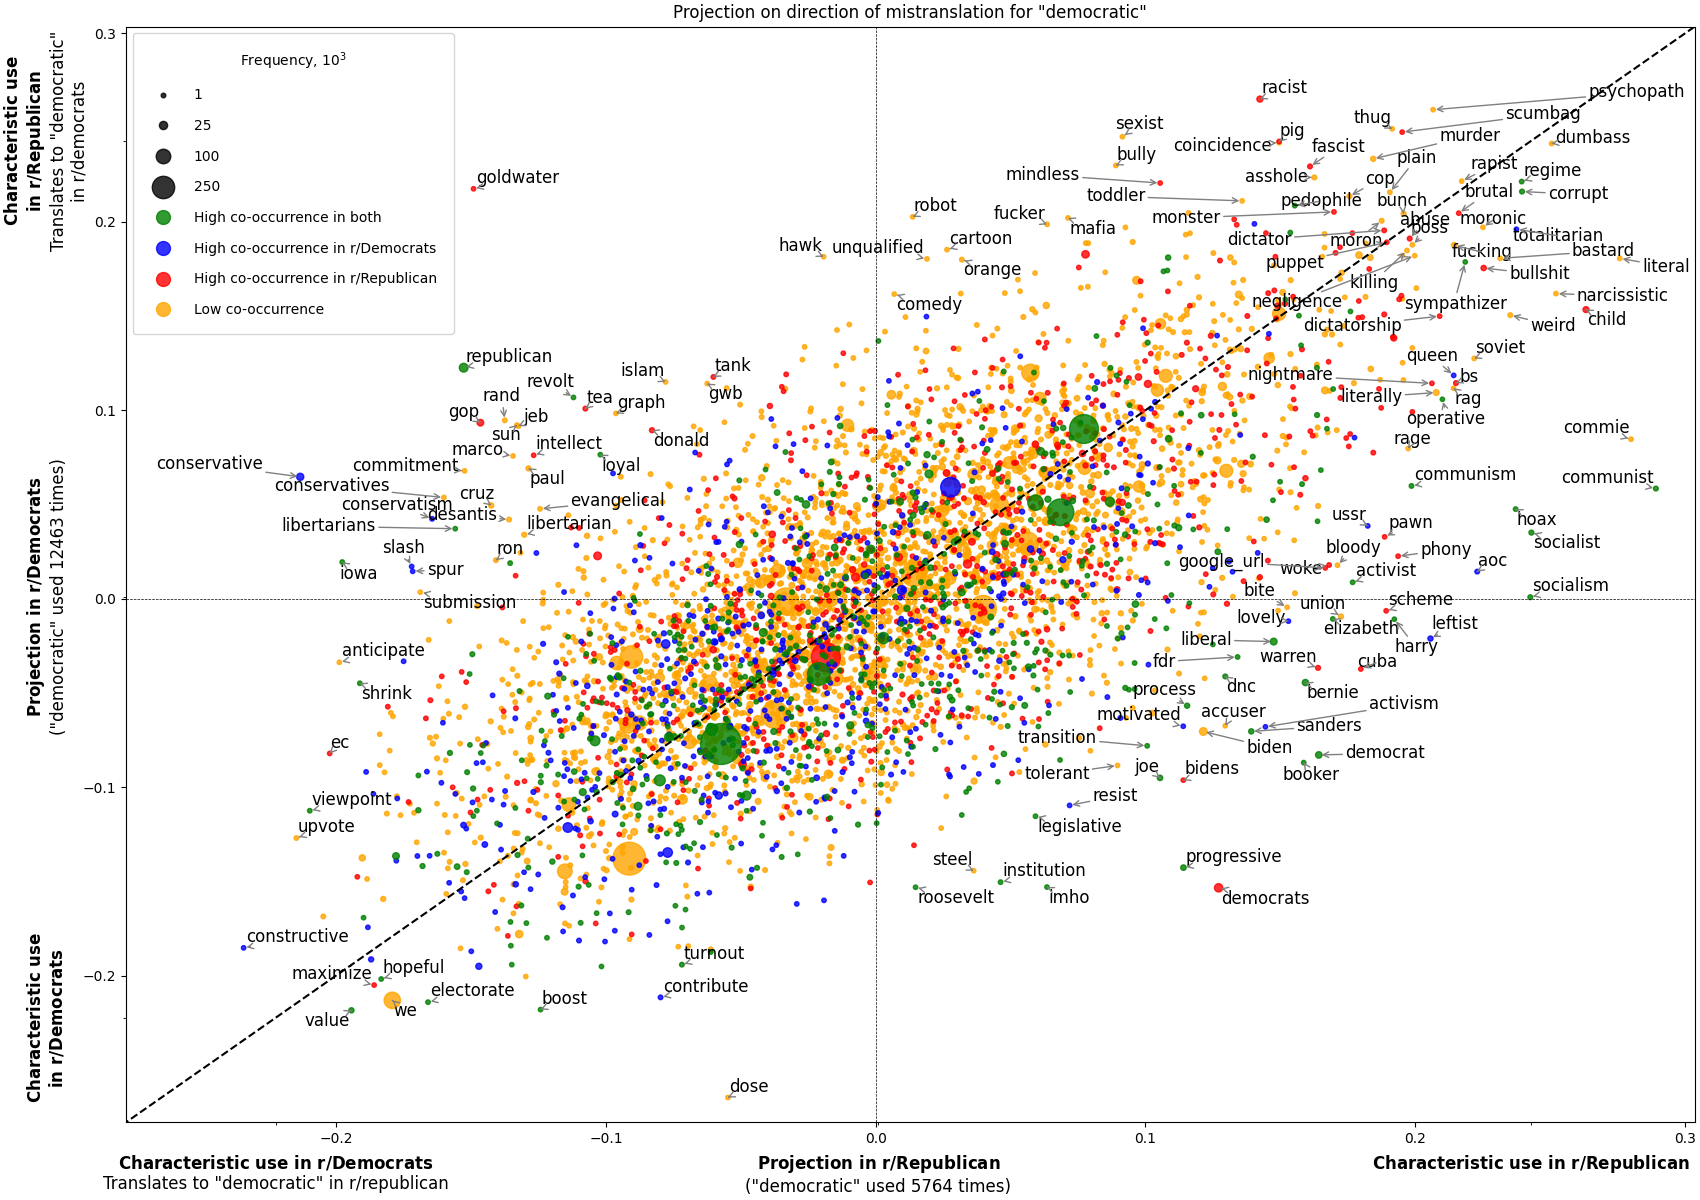 Projection on direction of mistranslation for "democratic"
Characteristic use
in r/Republican
Translates to "democratic"
in r/democrats
Projection in r/Democrats
("democratic" used 12463 times)
Characteristic use
in r/Democrats
0.3
0.2
0.1
0.0
−0.1
−0.2
Frequency, 10³
1
25
100
250
High co-occurrence in both
High co-occurrence in r/Democrats
High co-occurrence in r/Republican
Low co-occurrence
racist
psychopath
scumbag
thug
sexist
pig
murder
dumbass
coincidence
fascist
bully
plain
rapist
regime
mindless
asshole
cop
goldwater
toddler
pedophile
bunch
brutal
corrupt
robot
fucker
monster
abuse
moronic
mafia
boss
totalitarian
hawk
unqualified
cartoon
dictator
moron
fucking
bastard
orange
puppet
literal
killing
bullshit
comedy
negligence
sympathizer
narcissistic
dictatorship
weird
child
republican
islam
tank
queen
soviet
revolt
nightmare
bs
rand
tea
graph
gwb
literally
rag
gop
jeb
operative
sun
donald
rage
commie
marco
intellect
conservative
commitment
loyal
paul
communism
communist
conservatives
cruz
evangelical
conservatism
desantis
ussr
hoax
libertarians
libertarian
pawn
socialist
slash
ron
bloody
phony
iowa
spur
google_url
woke
activist
aoc
submission
bite
socialism
union
scheme
lovely
elizabeth
leftist
anticipate
liberal
harry
fdr
warren
cuba
shrink
process
dnc
bernie
motivated
accuser
activism
ec
transition
sanders
biden
democrat
tolerant
joe
bidens
booker
viewpoint
resist
upvote
legislative
steel
institution
progressive
roosevelt
imho
democrats
constructive
turnout
maximize
hopeful
electorate
boost
contribute
we
value
dose
−0.2
−0.1
0.0
0.1
0.2
0.3
Characteristic use in r/Democrats
Translates to "democratic" in r/republican
Projection in r/Republican
("democratic" used 5764 times)
Characteristic use in r/Republican